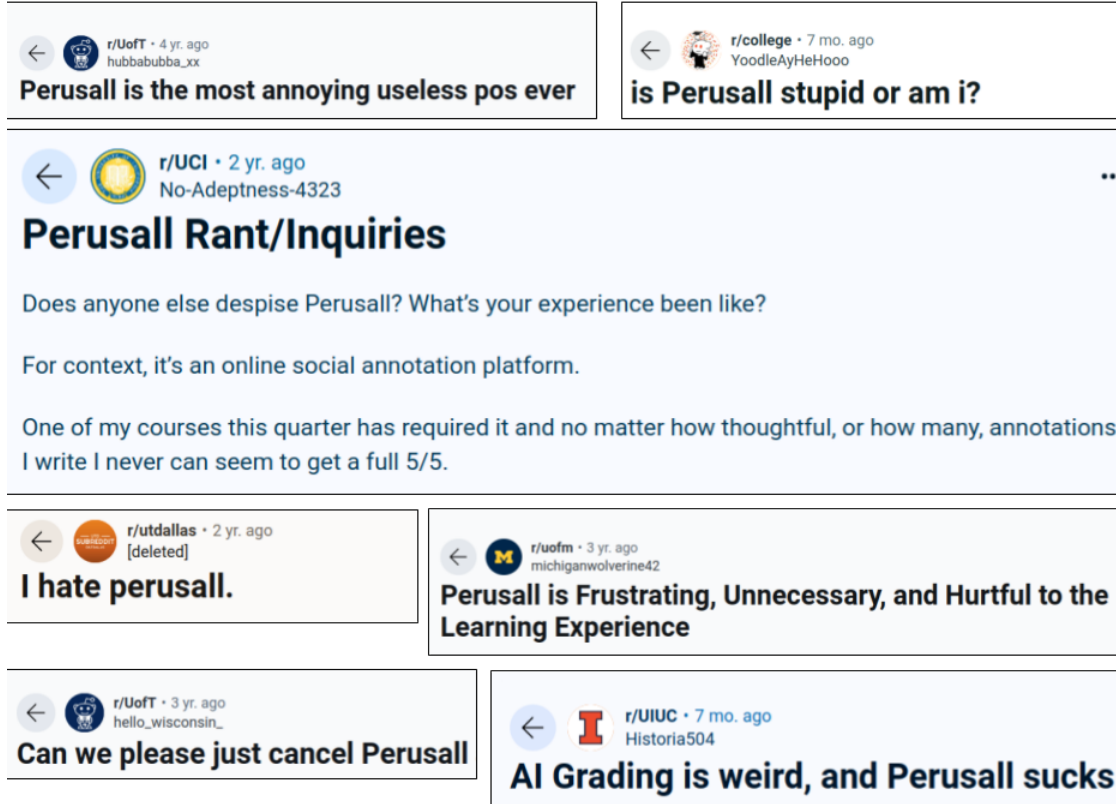 r/UofT • 4 yr. ago
hubbabubba_xx
Perusall is the most annoying useless pos ever
r/college • 7 mo. ago
YoodleAyHeHooo
is Perusall stupid or am i?
r/UCI • 2 yr. ago
No-Adeptness-4323
Perusall Rant/Inquiries
Does anyone else despise Perusall? What's your experience been like?
For context, it's an online social annotation platform.
One of my courses this quarter has required it and no matter how thoughtful, or how many, annotations
I write I never can seem to get a full 5/5.
SUBREDDIT
r/utdallas • 2 yr. ago
[deleted]
I hate perusall.
M
r/uofm • 3 yr. ago
michiganwolverine42
Perusall is Frustrating, Unnecessary, and Hurtful to the
Learning Experience
r/UofT • 3 yr. ago
hello_wisconsin_
Can we please just cancel Perusall
I
r/UIUC • 7 mo. ago
Historia504
AI Grading is weird, and Perusall sucks